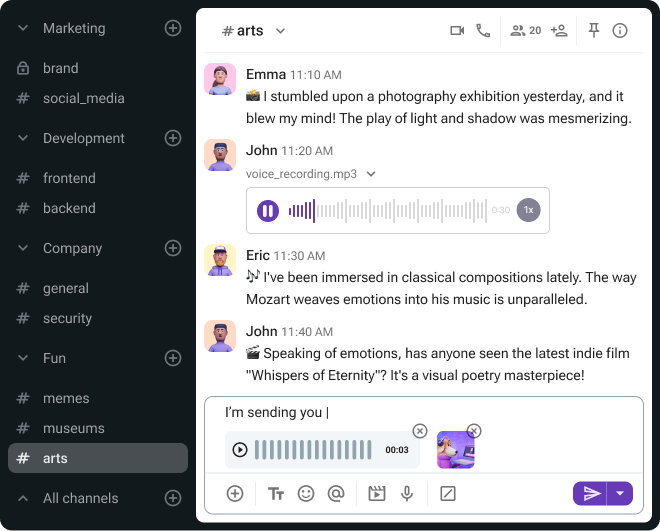 Marketing
brand
# social_media
Development
# frontend
# backend
Company
# general
# security
Fun
# memes
# museums
# arts
All channels
# arts
20
Emma 11:10 AM
📸 I stumbled upon a photography exhibition yesterday, and it
blew my mind! The play of light and shadow was mesmerizing.
John 11:20 AM
voice_recording.mp3
0:30
1x
Eric 11:30 AM
🎶 I've been immersed in classical compositions lately. The way
Mozart weaves emotions into his music is unparalleled.
John 11:40 AM
🎬 Speaking of emotions, has anyone seen the latest indie film
"Whispers of Eternity"? It's a visual poetry masterpiece!
I'm sending you |
00:03
TT
@